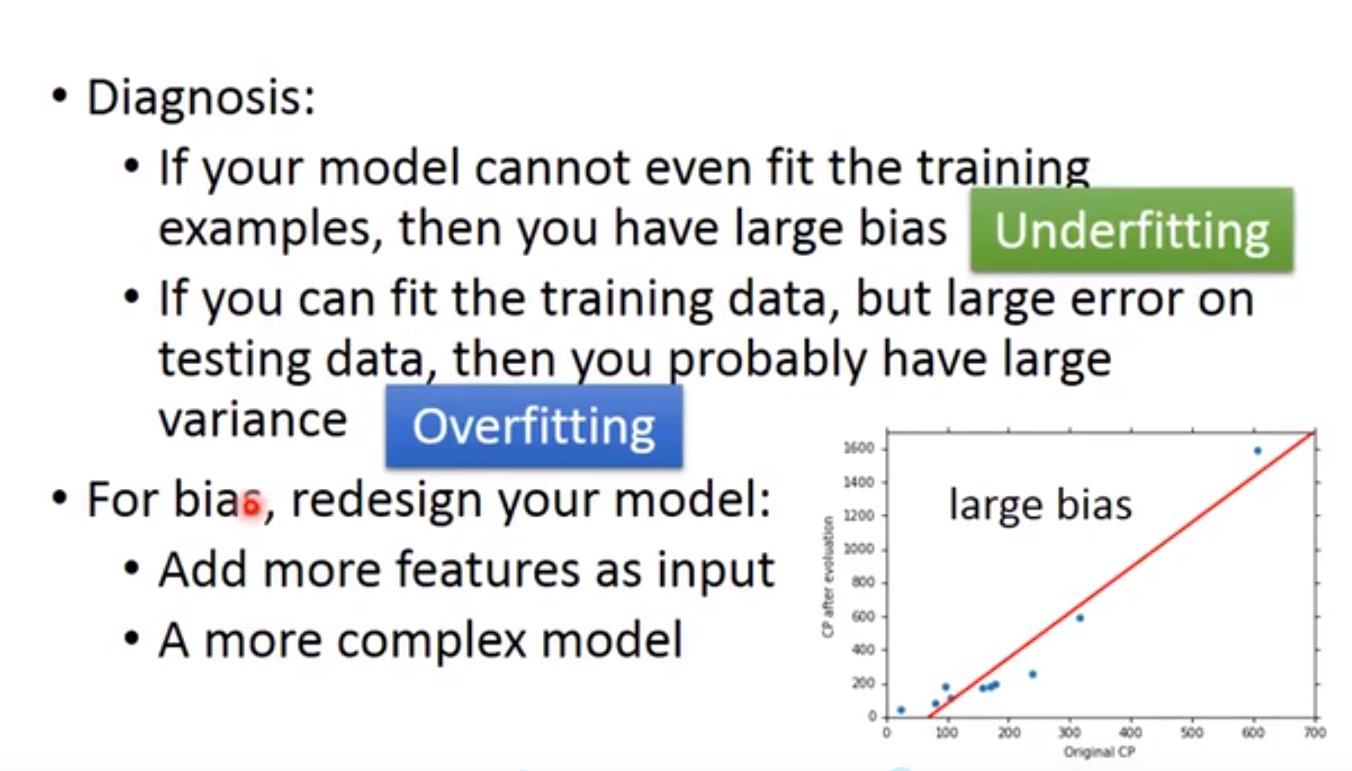 • Diagnosis:
• If your model cannot even fit the training
examples, then you have large bias
Underfitting
• If you can fit the training data, but large error on
testing data, then you probably have large
variance
Overfitting
• For bias, redesign your model:
• Add more features as input
• A more complex model
large bias
CP after evoluation
1600
1400
1200
1000
800
600
400
200
0
0 100 200 300 400 500 600 700
Original CP